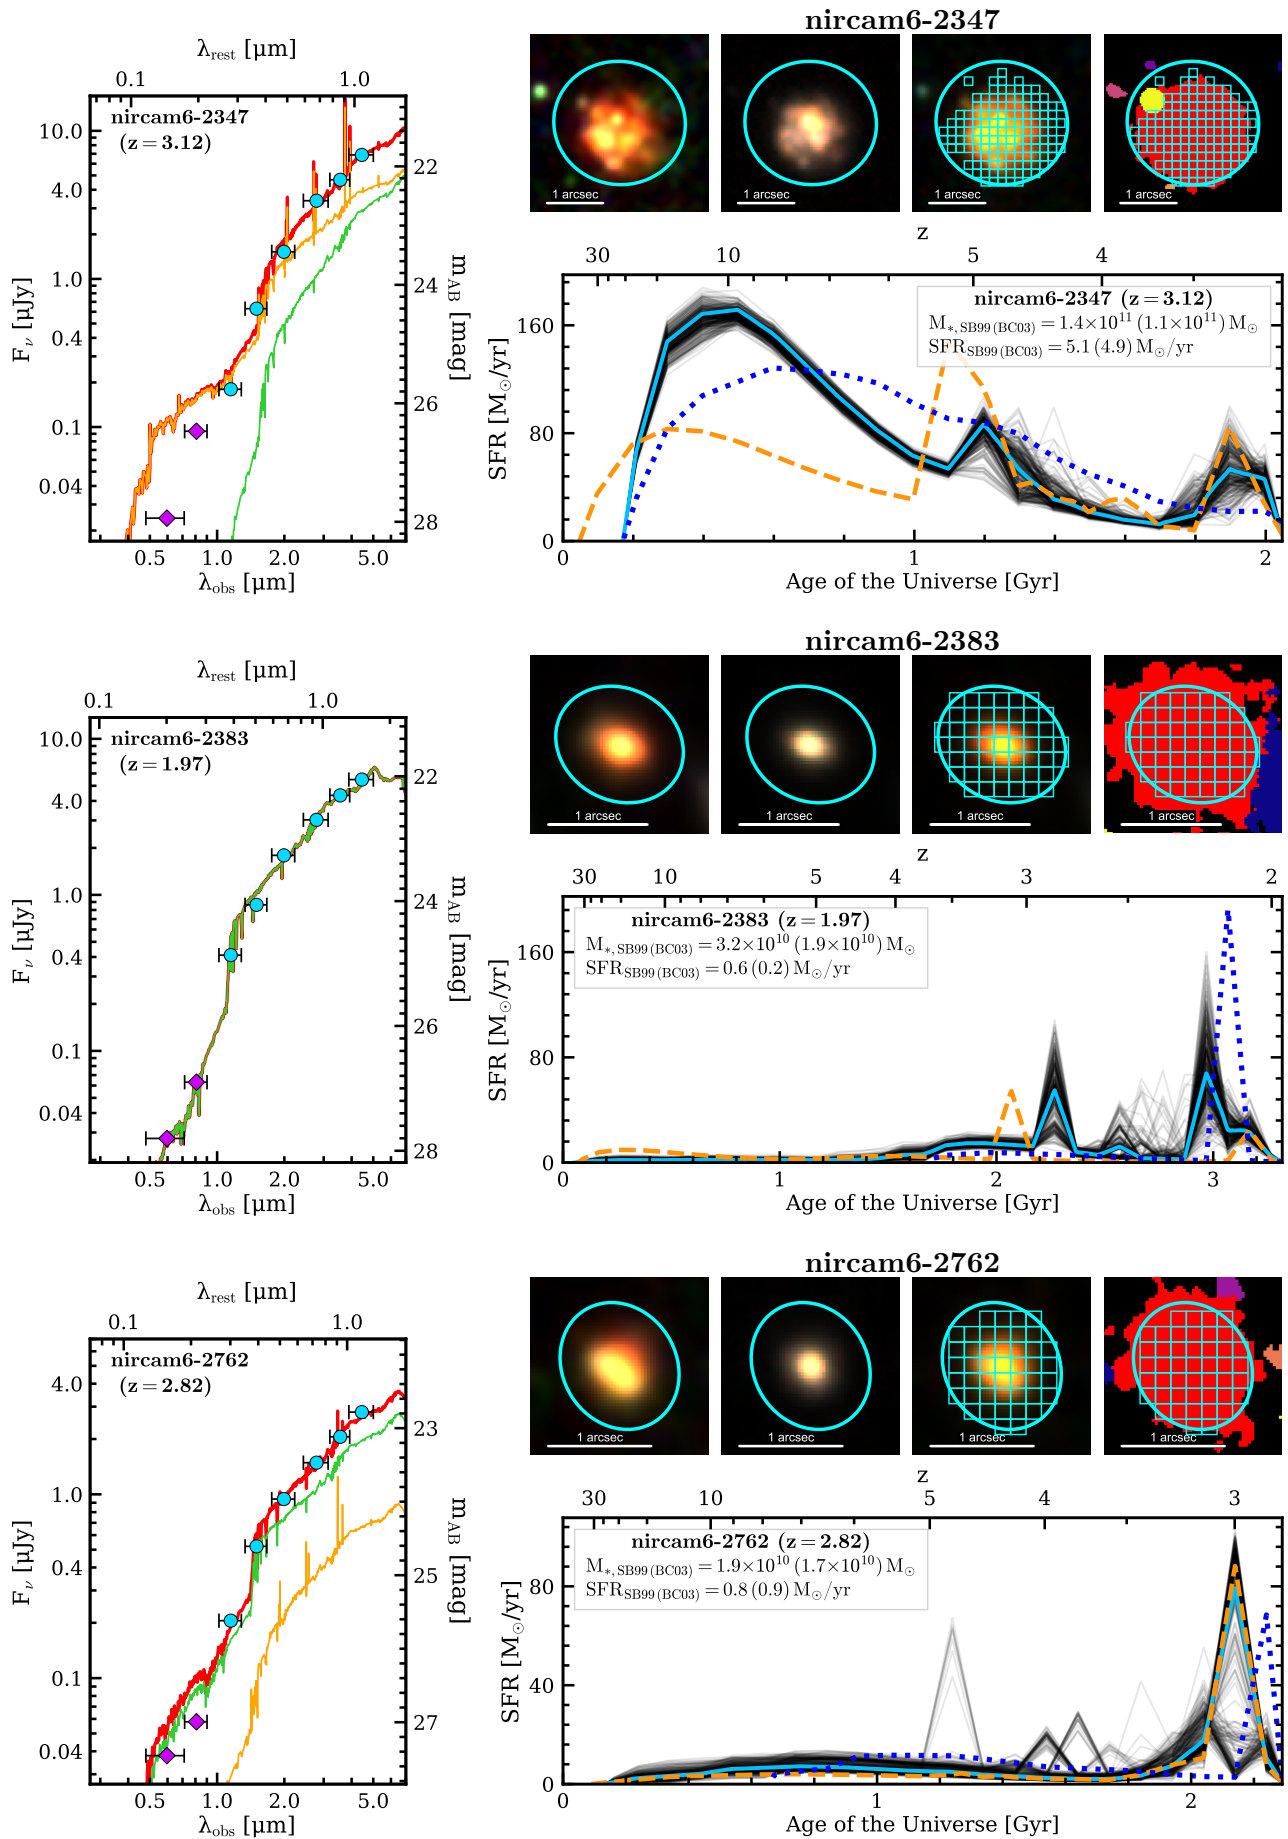 nircam6-2347
λrest [μm]
0.1 1.0
nircam6-2347
(z = 3.12)
10.0
4.0
1.0
0.4
0.1
0.04
Fν [μJy]
22
24
26
28
mAB [mag]
0.5 1.0 2.0 5.0
λobs [μm]
1 arcsec
1 arcsec
1 arcsec
1 arcsec
z
30 10 5 4
nircam6-2347 (z = 3.12)
M*, SB99 (BC03) = 1.4×10¹¹ (1.1×10¹¹) M☉
SFRSB99 (BC03) = 5.1 (4.9) M☉/yr
160
80
0
SFR [M☉/yr]
0 1 2
Age of the Universe [Gyr]
nircam6-2383
λrest [μm]
0.1 1.0
nircam6-2383
(z = 1.97)
10.0
4.0
1.0
0.4
0.1
0.04
Fν [μJy]
22
24
26
28
mAB [mag]
0.5 1.0 2.0 5.0
λobs [μm]
1 arcsec
1 arcsec
1 arcsec
1 arcsec
z
30 10 5 4 3 2
nircam6-2383 (z = 1.97)
M*, SB99 (BC03) = 3.2×10¹⁰ (1.9×10¹⁰) M☉
SFRSB99 (BC03) = 0.6 (0.2) M☉/yr
160
80
0
SFR [M☉/yr]
0 1 2 3
Age of the Universe [Gyr]
nircam6-2762
λrest [μm]
0.1 1.0
nircam6-2762
(z = 2.82)
4.0
1.0
0.4
0.1
0.04
Fν [μJy]
23
25
27
mAB [mag]
0.5 1.0 2.0 5.0
λobs [μm]
1 arcsec
1 arcsec
1 arcsec
1 arcsec
z
30 10 5 4 3
nircam6-2762 (z = 2.82)
M*, SB99 (BC03) = 1.9×10¹⁰ (1.7×10¹⁰) M☉
SFRSB99 (BC03) = 0.8 (0.9) M☉/yr
80
40
0
SFR [M☉/yr]
0 1 2
Age of the Universe [Gyr]